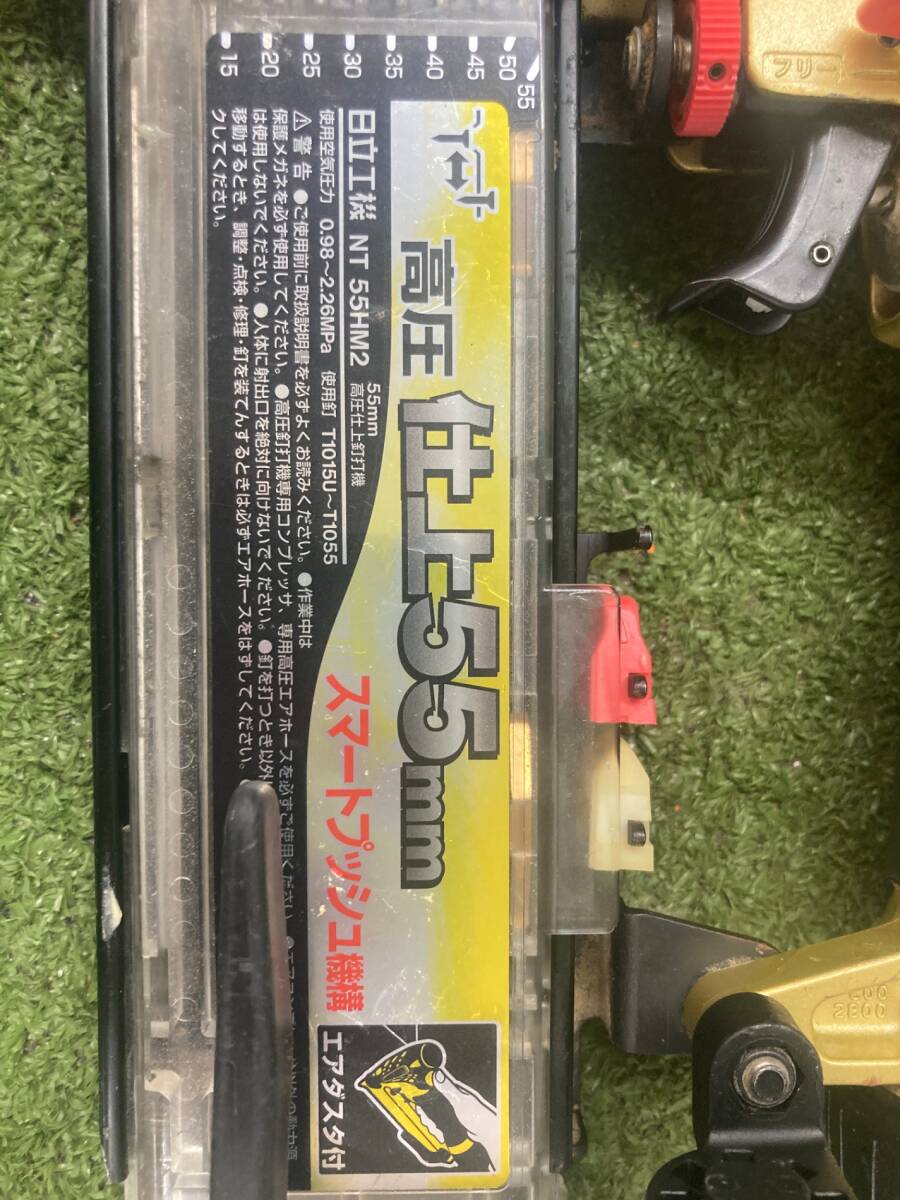 55
50
45
40
35
30
25
20
15
高圧 仕上55mm
スマートプッシュ機構
エアダスタ付
日立工機 NT 55HM2 55mm
高圧仕上釘打機
使用空気圧力 0.98〜2.26MPa 使用釘 T1015U〜T1055
⚠ 警告 ●ご使用前に取扱説明書を必ずよくお読みください。●作業中は
保護メガネを必ず使用してください。●高圧釘打機専用コンプレッサ、専用高圧エアホースを必ずご使用ください
は使用しないでください。●人体に射出口を絶対に向けないでください。●釘を打つとき以外
移動するとき、調整・点検・修理・釘を装てんするときは必ずエアホースをはずしてください。
クしてください。
フリー